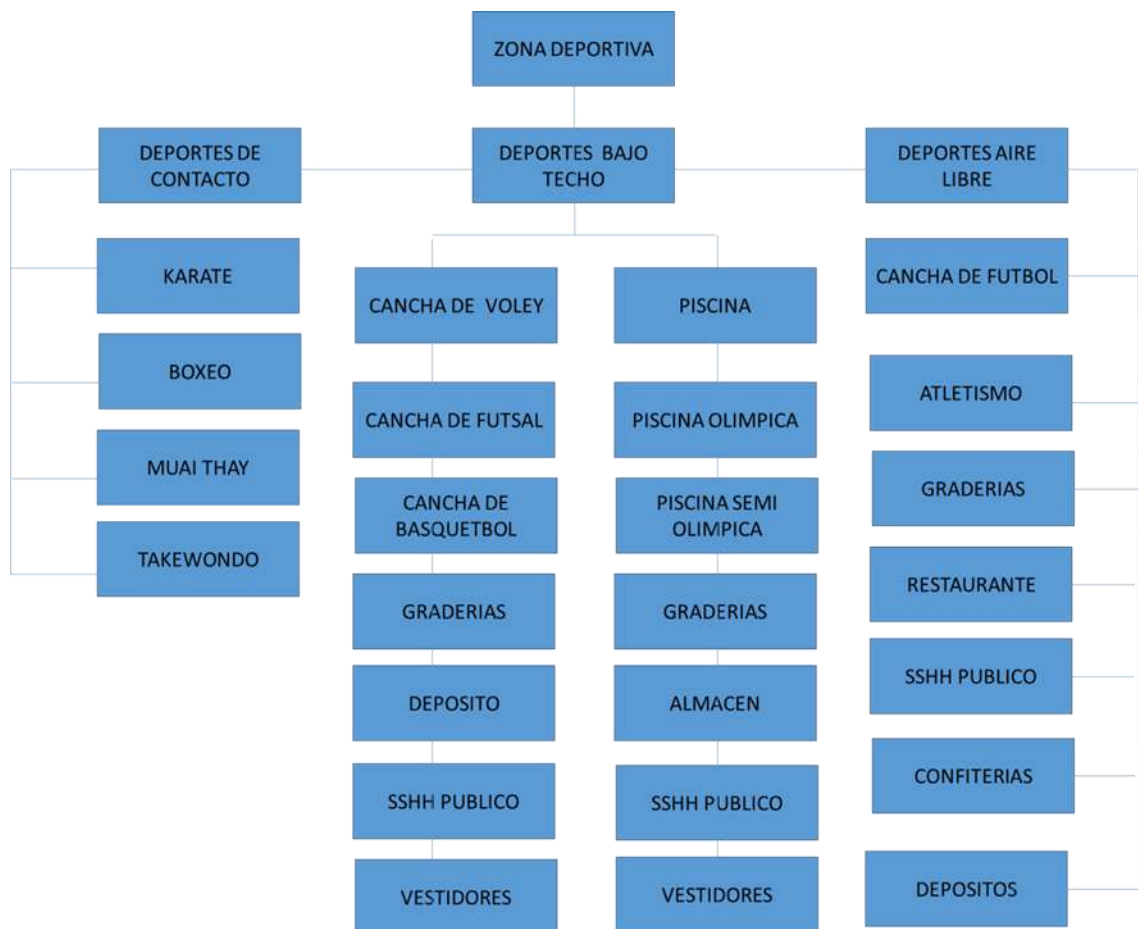 ZONA DEPORTIVA
DEPORTES DE
CONTACTO
KARATE
BOXEO
MUAI THAY
TAKEWONDO
DEPORTES BAJO
TECHO
CANCHA DE VOLEY
CANCHA DE FUTSAL
CANCHA DE
BASQUETBOL
GRADERIAS
DEPOSITO
SSHH PUBLICO
VESTIDORES
PISCINA
PISCINA OLIMPICA
PISCINA SEMI
OLIMPICA
GRADERIAS
ALMACEN
SSHH PUBLICO
VESTIDORES
DEPORTES AIRE
LIBRE
CANCHA DE FUTBOL
ATLETISMO
GRADERIAS
RESTAURANTE
SSHH PUBLICO
CONFITERIAS
DEPOSITOS